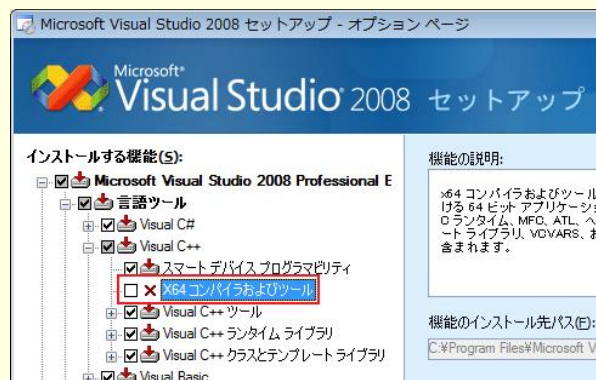 Microsoft Visual Studio 2008 セットアップ - オプション ページ
Microsoft®
Visual Studio® 2008 セットアップ
インストールする機能(S):
Microsoft Visual Studio 2008 Professional E
言語ツール
Visual C#
Visual C++
スマート デバイス プログラマビリティ
X64 コンパイラおよびツール
Visual C++ ツール
Visual C++ ランタイム ライブラリ
Visual C++ クラスとテンプレート ライブラリ
Visual Basic
機能の説明:
x64 コンパイラおよびツール
ける 64 ビット アプリケーショ
C ランタイム、MFC、ATL、ヘ
ート ライブラリ、VCVARS、お
含まれます。
機能のインストール先パス(F):
C:¥Program Files¥Microsoft V